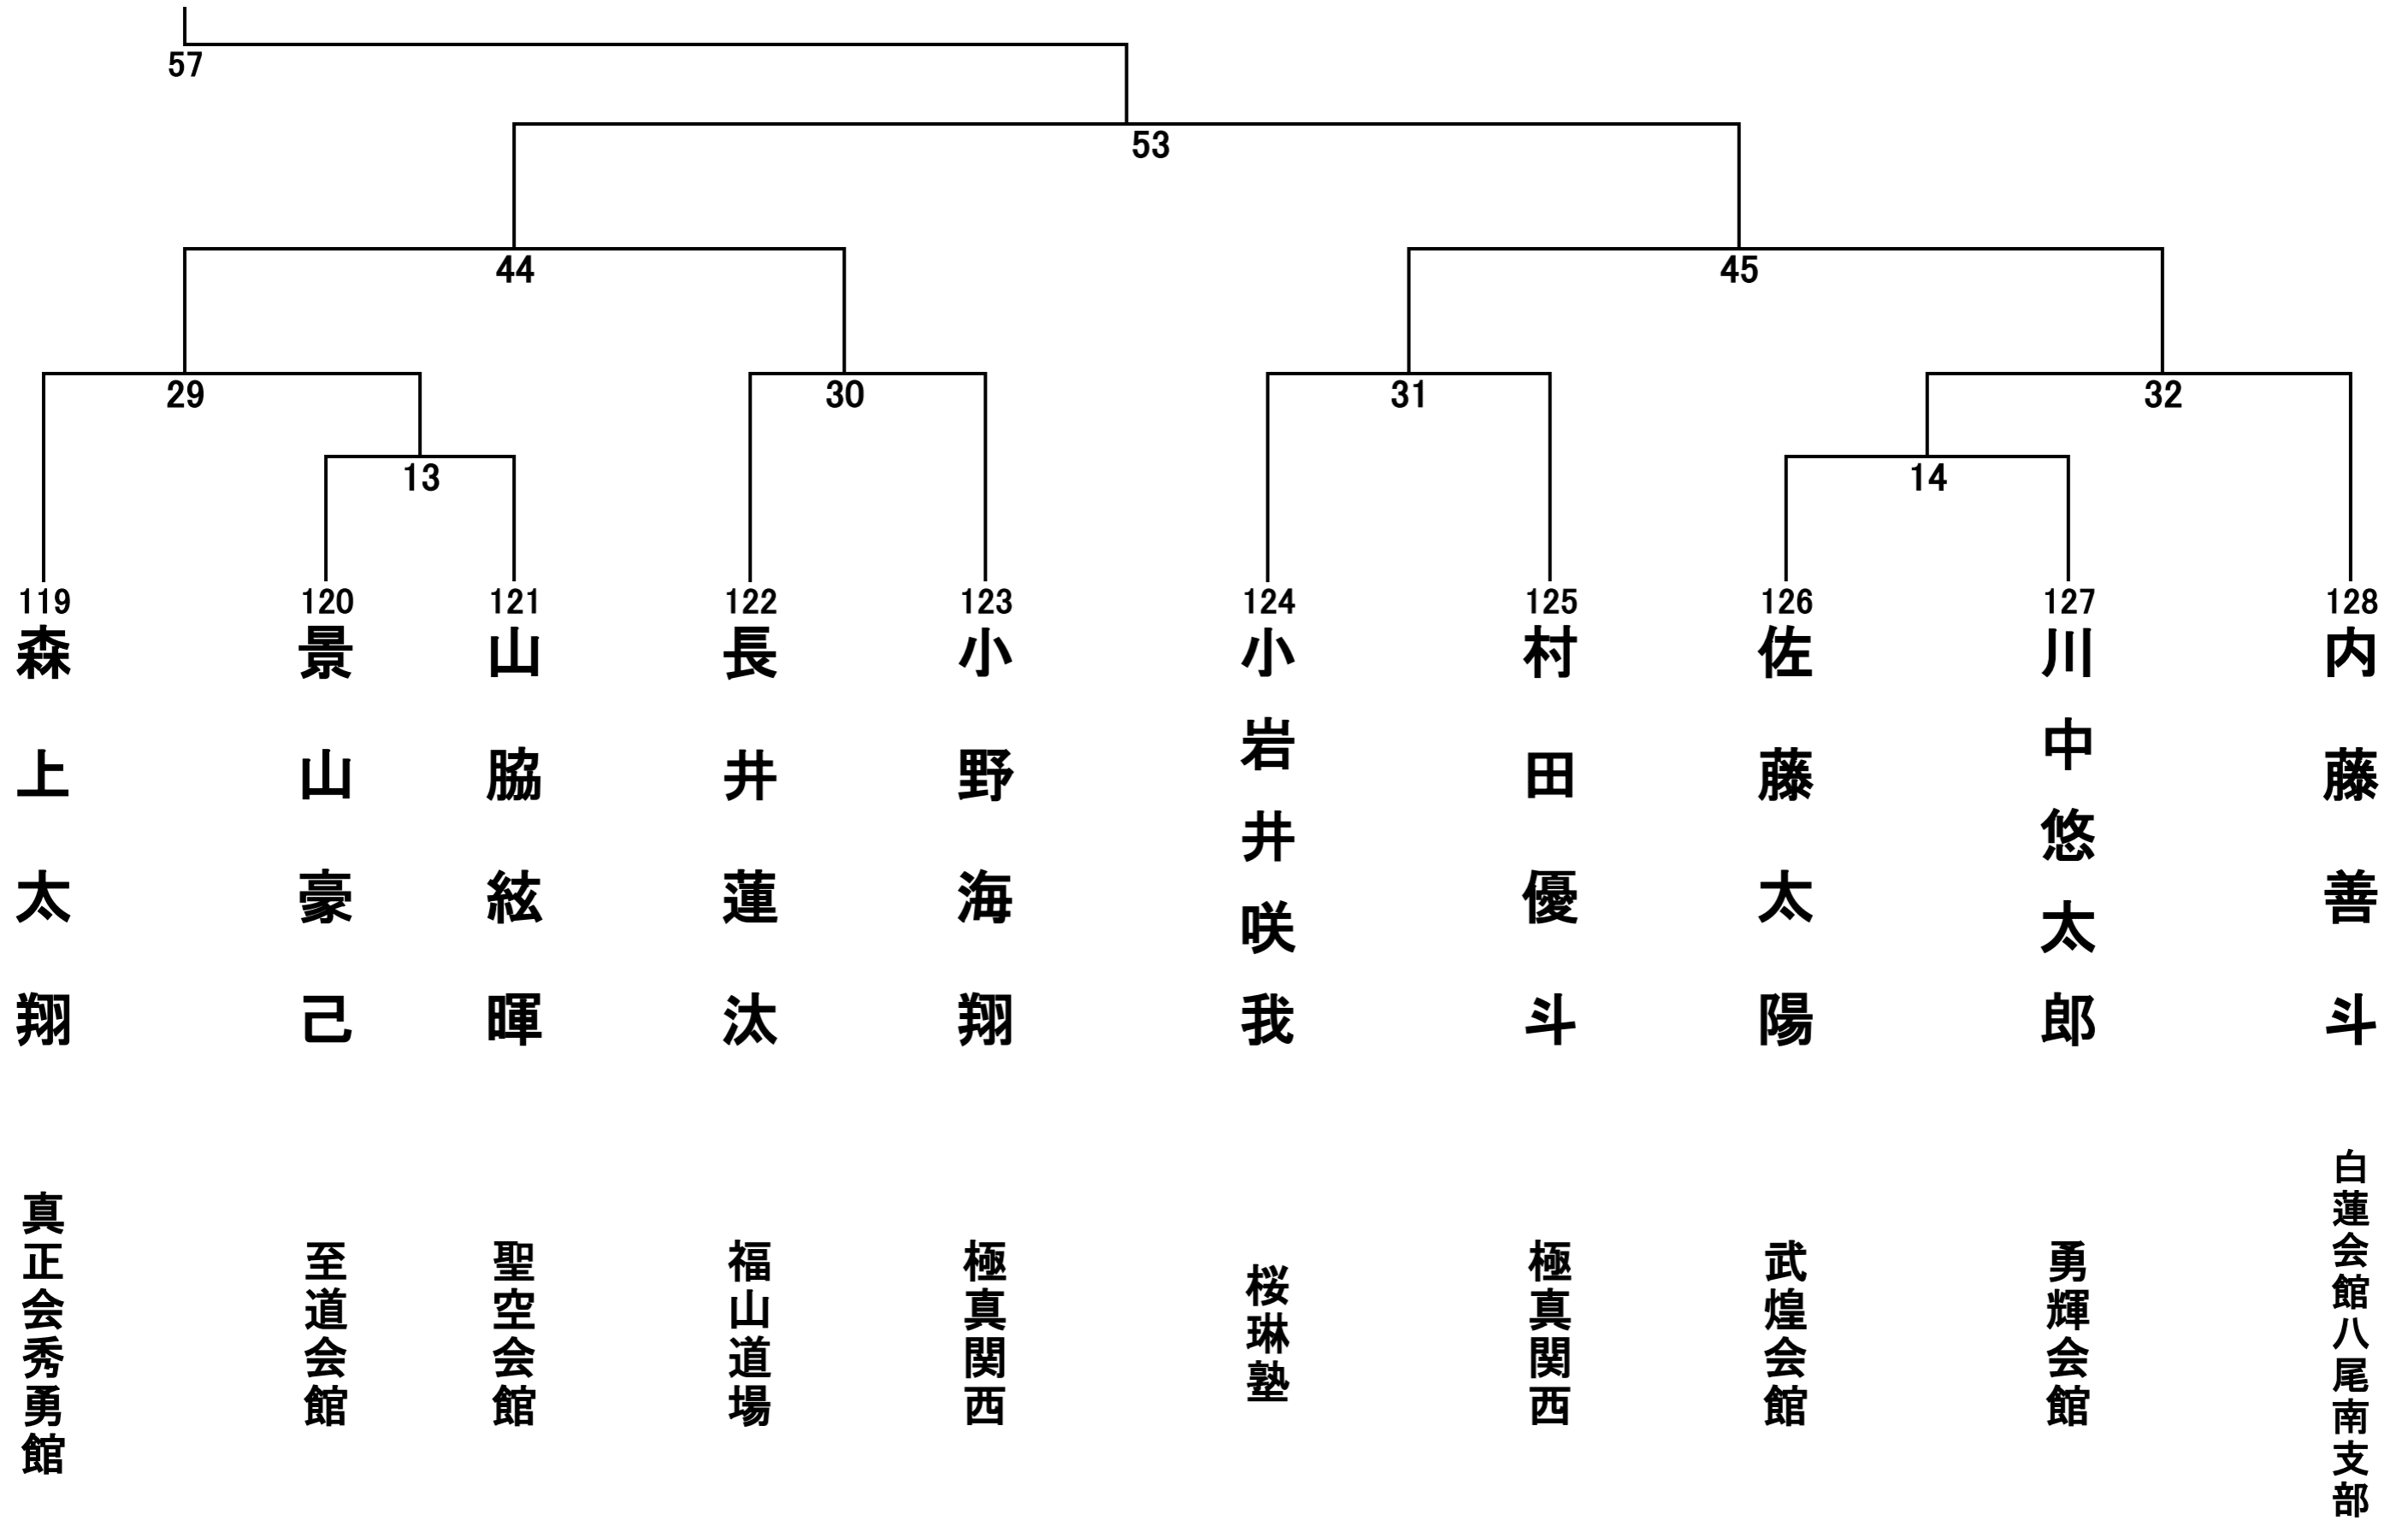 57
53
44
45
29
30
31
32
13
14
119
120
121
122
123
124
125
126
127
128
森上太翔
景山豪己
山脇絃暉
長井蓮汰
小野海翔
小岩井咲我
村田優斗
佐藤太陽
川中悠太郎
内藤善斗
真正会秀勇館
至道会館
聖空会館
福山道場
極真関西
桜琳塾
極真関西
武煌会館
勇輝会館
白蓮会館八尾南支部